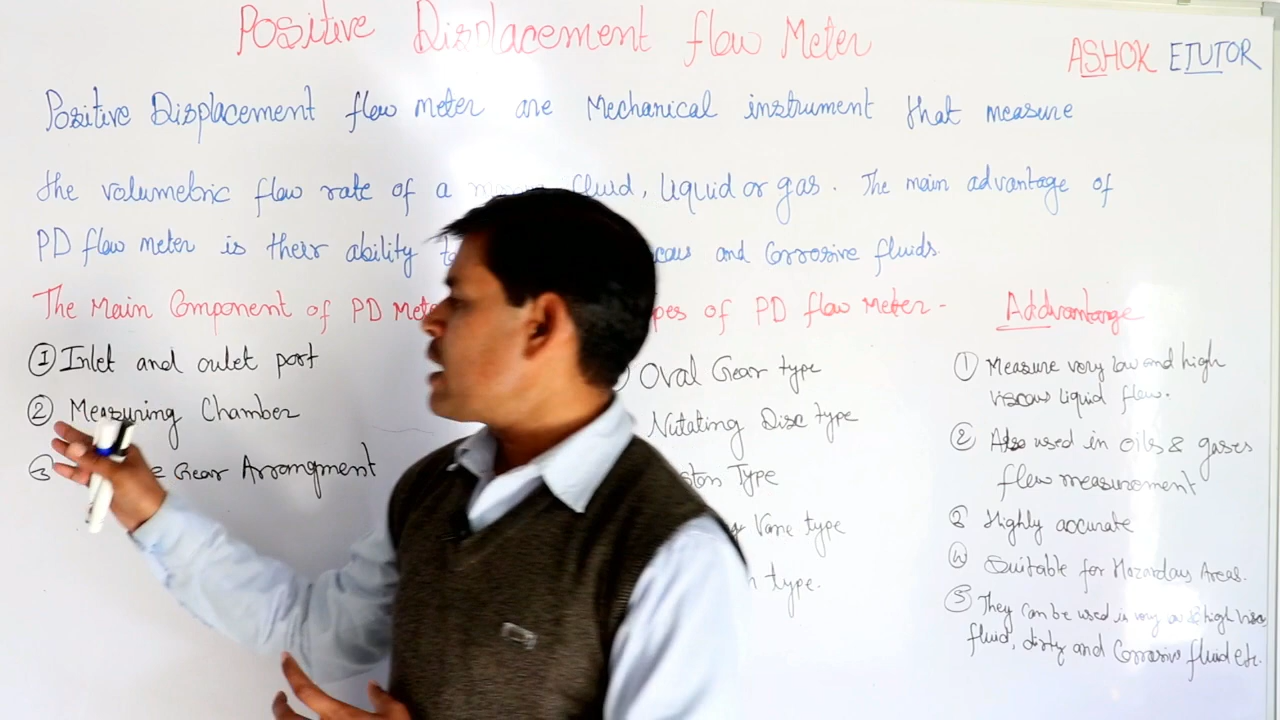 Positive Displacement flow Meter
ASHOK ETUTOR
Positive Displacement flow meter are Mechanical instrument that measure
the volumetric flow rate of a fluid, liquid or gas. The main advantage of
PD flow meter is their ability and Corrosive fluids.
The Main Component of PD
① Inlet and oulet port
② Measuring Chamber
③ Gear Arrangment
of PD flow Meter-
Oval Gear type
Nutating Disc type
Type
Vane type
type.
Addvantange
① Measure very low and high
viscous liquid flow.
② Also used in oils & gases
flow measurement
③ Highly accurate
④ Suitable for Hazardays Areas.
⑤ They can be used in very & high
fluid, dirty and Corrosive fluid etc.